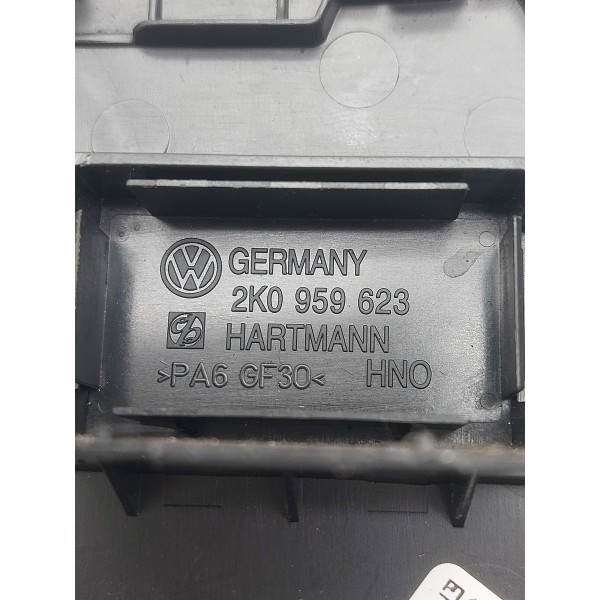 GERMANY
2K0 959 623
HARTMANN
>PA6 GF30< HNO